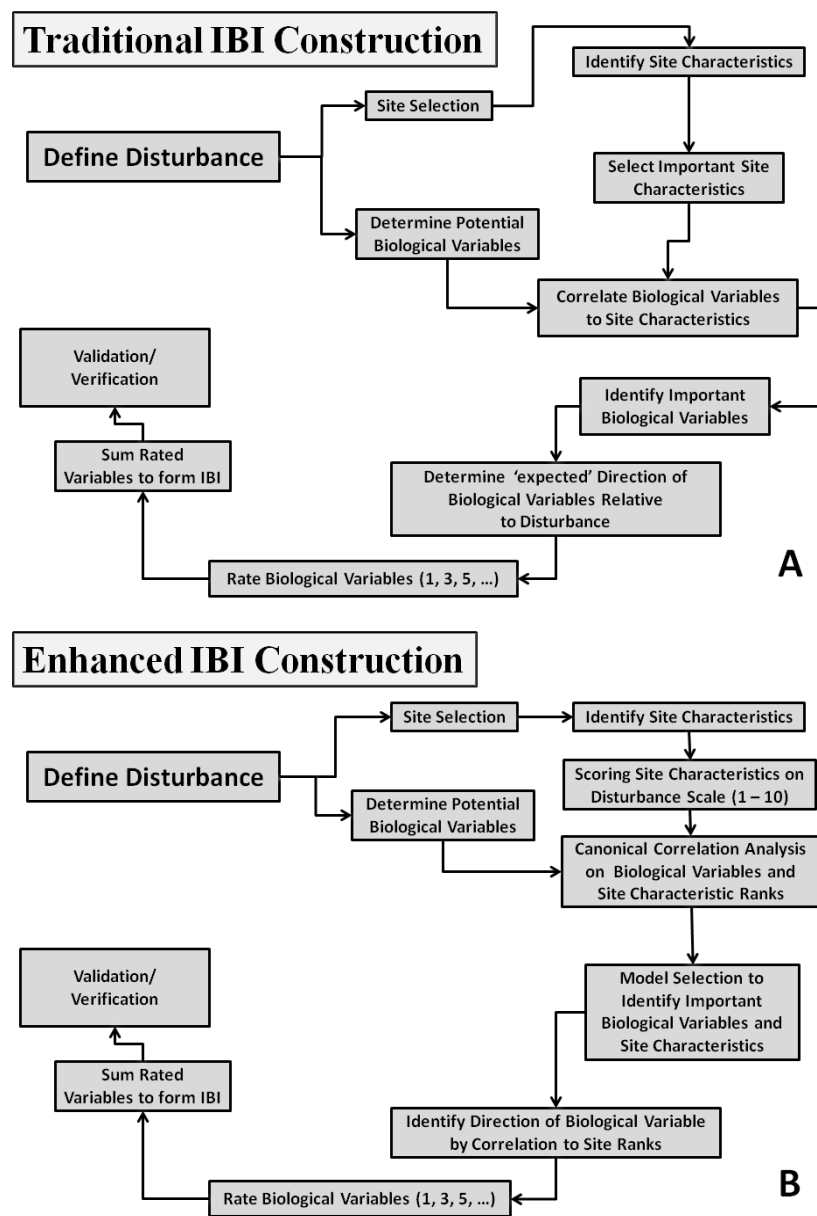 Traditional IBI Construction
Identify Site Characteristics
Site Selection
Define Disturbance
Select Important Site
Characteristics
Determine Potential
Biological Variables
Correlate Biological Variables
to Site Characteristics
Validation/
Verification
Identify Important
Biological Variables
Sum Rated
Variables to form IBI
Determine ‘expected’ Direction of
Biological Variables Relative
to Disturbance
Rate Biological Variables (1, 3, 5, ...)
A
Enhanced IBI Construction
Site Selection
Identify Site Characteristics
Define Disturbance
Scoring Site Characteristics on
Disturbance Scale (1 – 10)
Determine Potential
Biological Variables
Canonical Correlation Analysis
on Biological Variables and
Site Characteristic Ranks
Validation/
Verification
Model Selection to
Identify Important
Biological Variables and
Site Characteristics
Sum Rated
Variables to form IBI
Identify Direction of Biological Variable
by Correlation to Site Ranks
Rate Biological Variables (1, 3, 5, ...)
B